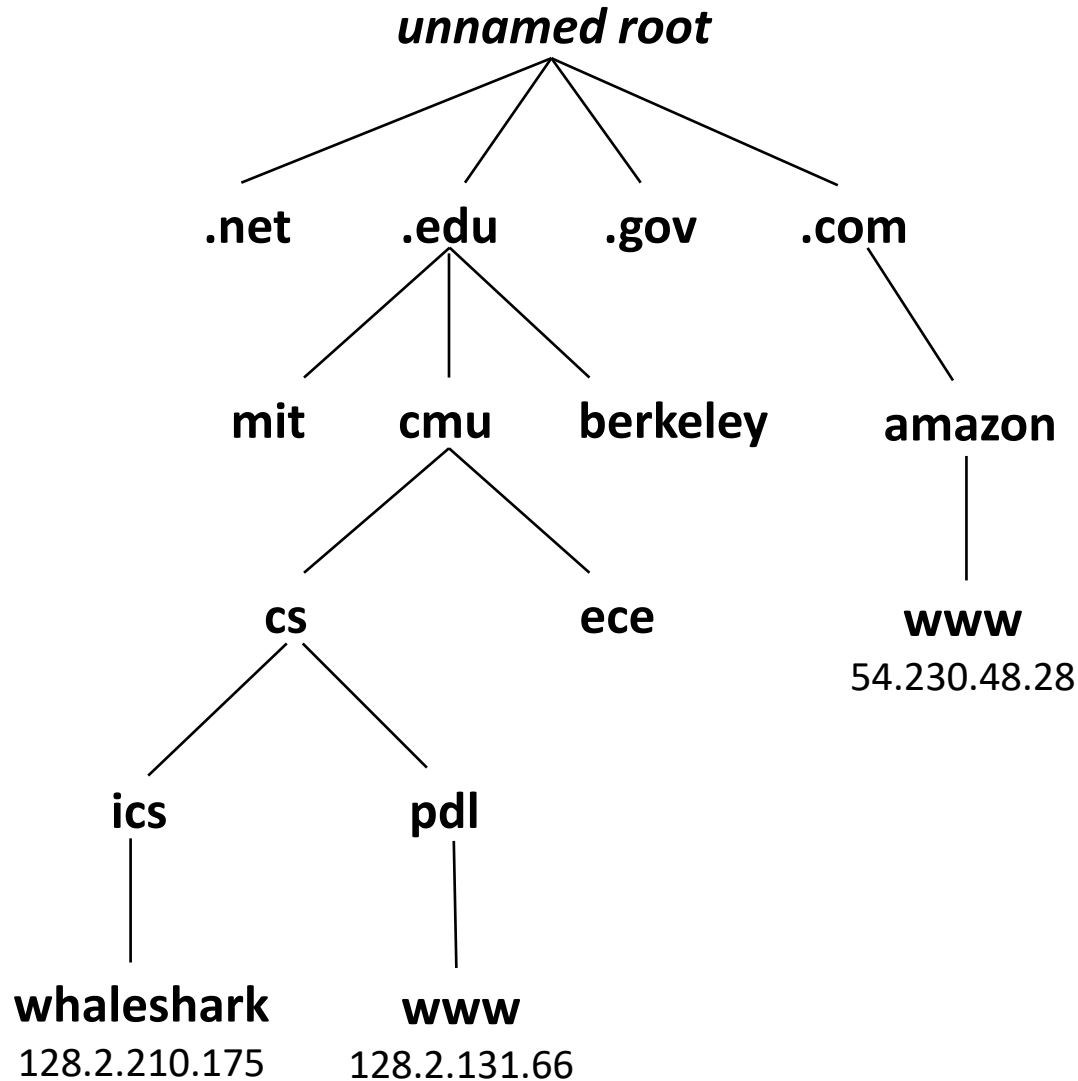 unnamed root
.net .edu .gov .com
mit cmu berkeley amazon
cs ece www
54.230.48.28
ics pdl
whaleshark www
128.2.210.175 128.2.131.66